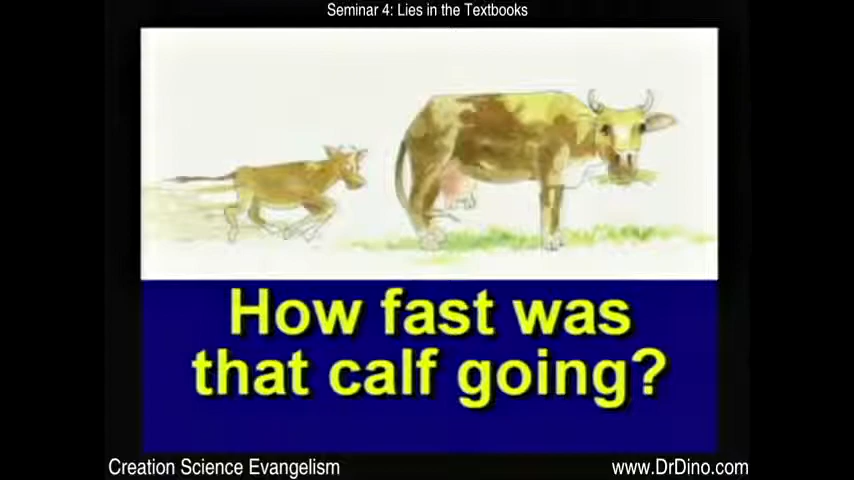 Seminar 4: Lies in the Textbooks
How fast was
that calf going?
Creation Science Evangelism
www.DrDino.com